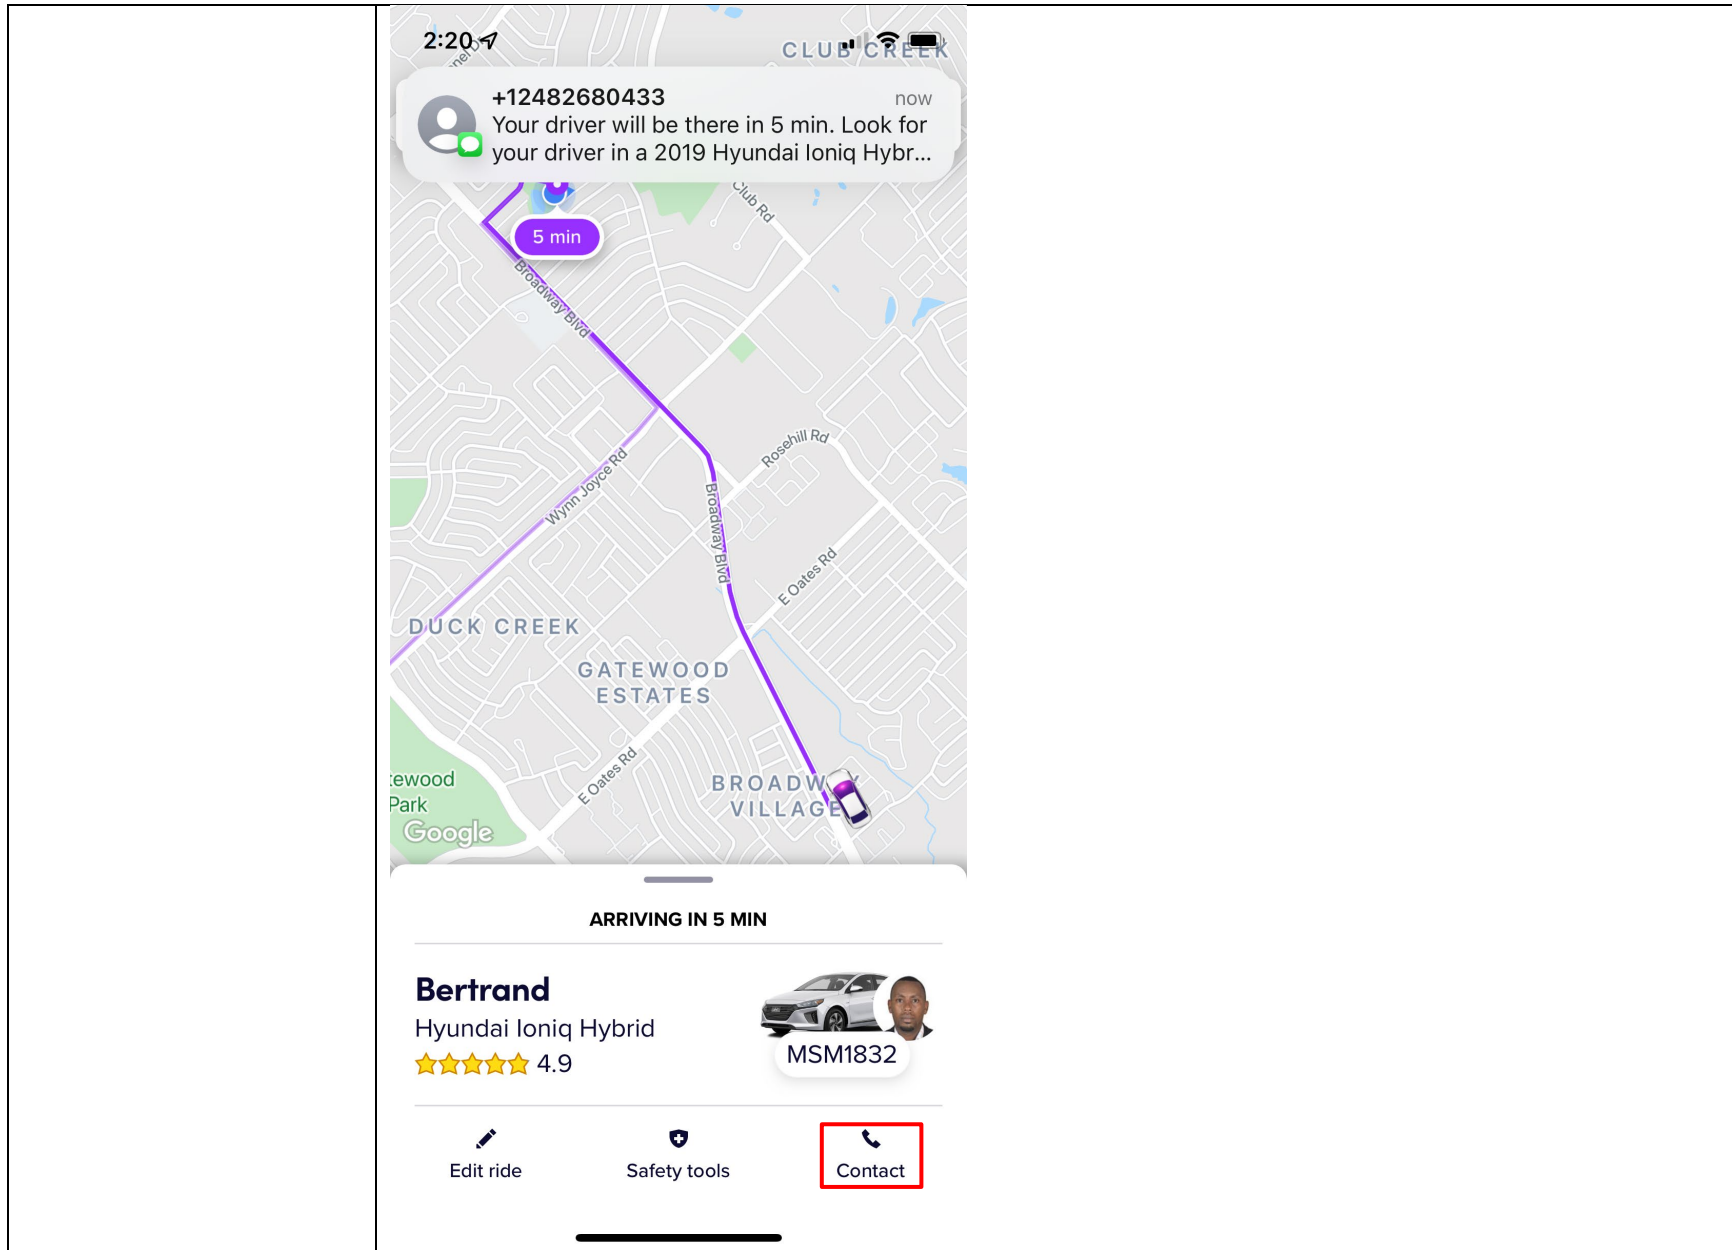 2:20
CLUB CREEK
+12482680433
now
Your driver will be there in 5 min. Look for
your driver in a 2019 Hyundai Ioniq Hybr...
Club Rd
5 min
Broadway Blvd
Rosehill Rd
Wynn Joyce Rd
Broadway Blvd
E Oates Rd
DUCK CREEK
GATEWOOD
ESTATES
E Oates Rd
BROADW
VILLAGE
ewood
Park
Google
ARRIVING IN 5 MIN
Bertrand
Hyundai Ioniq Hybrid
4.9
MSM1832
Edit ride
Safety tools
Contact